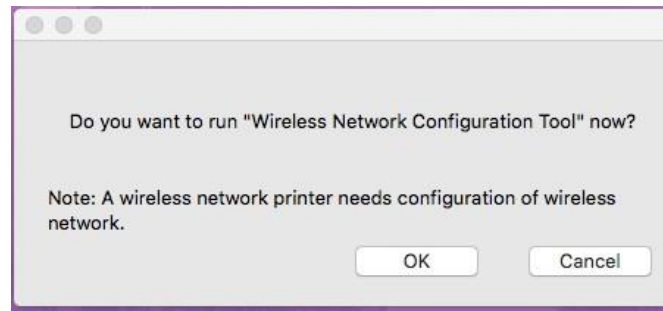 Do you want to run "Wireless Network Configuration Tool" now?
Note: A wireless network printer needs configuration of wireless
network.
OK Cancel